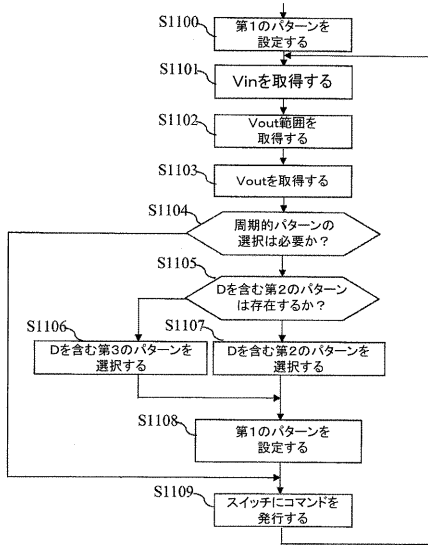 S1100
第1のパターンを
設定する
S1101
Vinを取得する
S1102
Vout範囲を
取得する
S1103
Voutを取得する
S1104
周期的パターンの
選択は必要か?
S1105
Dを含む第2のパターン
は存在するか?
S1106
Dを含む第3のパターンを
選択する
S1107
Dを含む第2のパターンを
選択する
S1108
第1のパターンを
設定する
S1109
スイッチにコマンドを
発行する